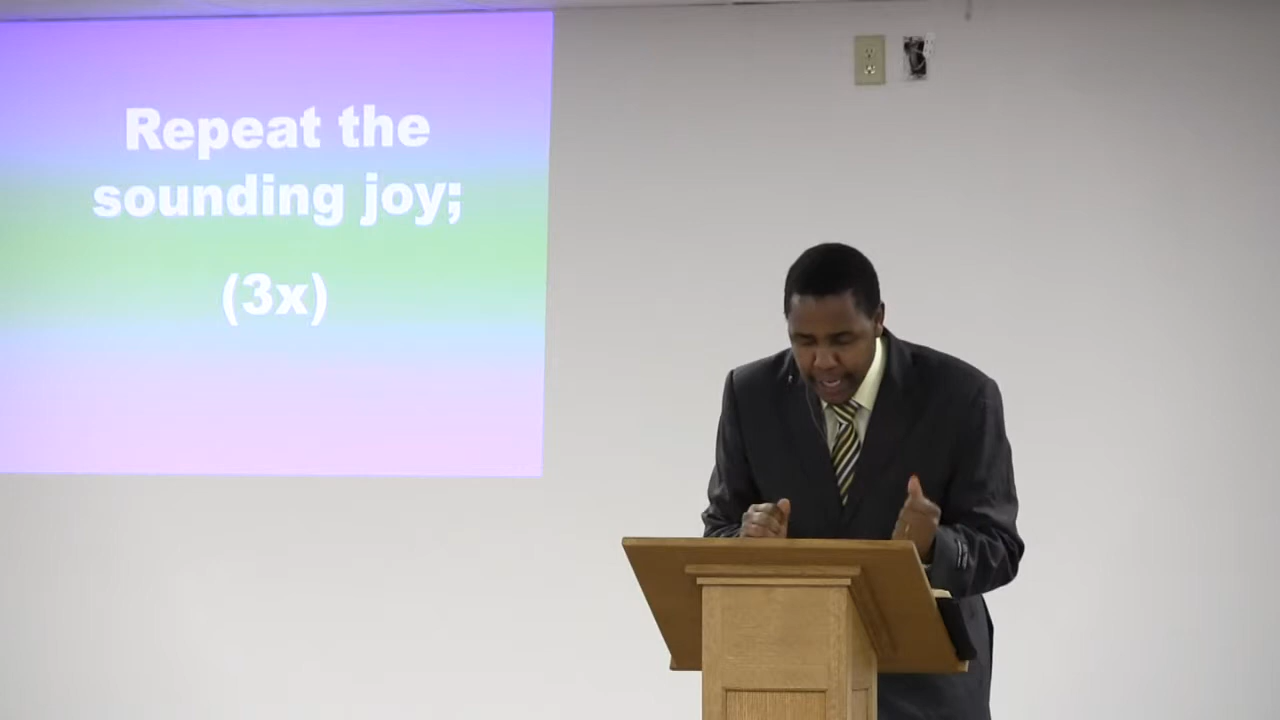 Repeat the
sounding joy;
(3x)